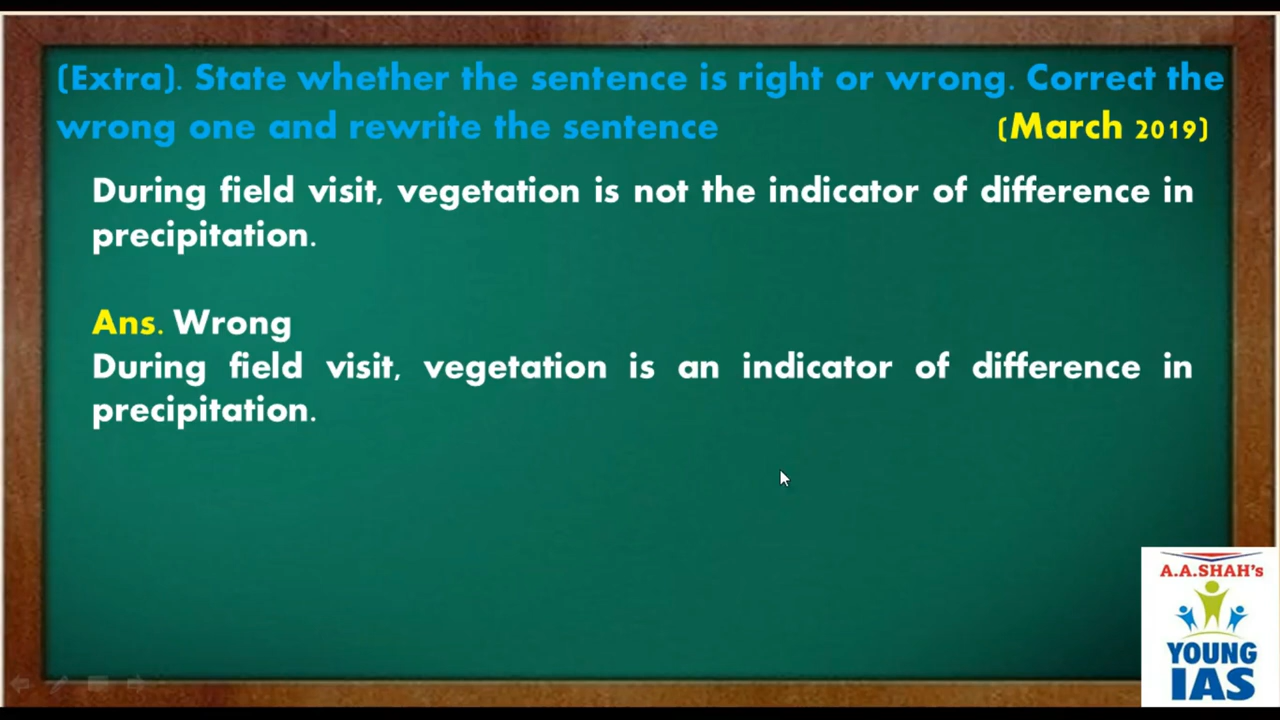 (Extra). State whether the sentence is right or wrong. Correct the
wrong one and rewrite the sentence (March 2019)
During field visit, vegetation is not the indicator of difference in
precipitation.
Ans. Wrong
During field visit, vegetation is an indicator of difference in
precipitation.
A.A.SHAH's
YOUNG
IAS